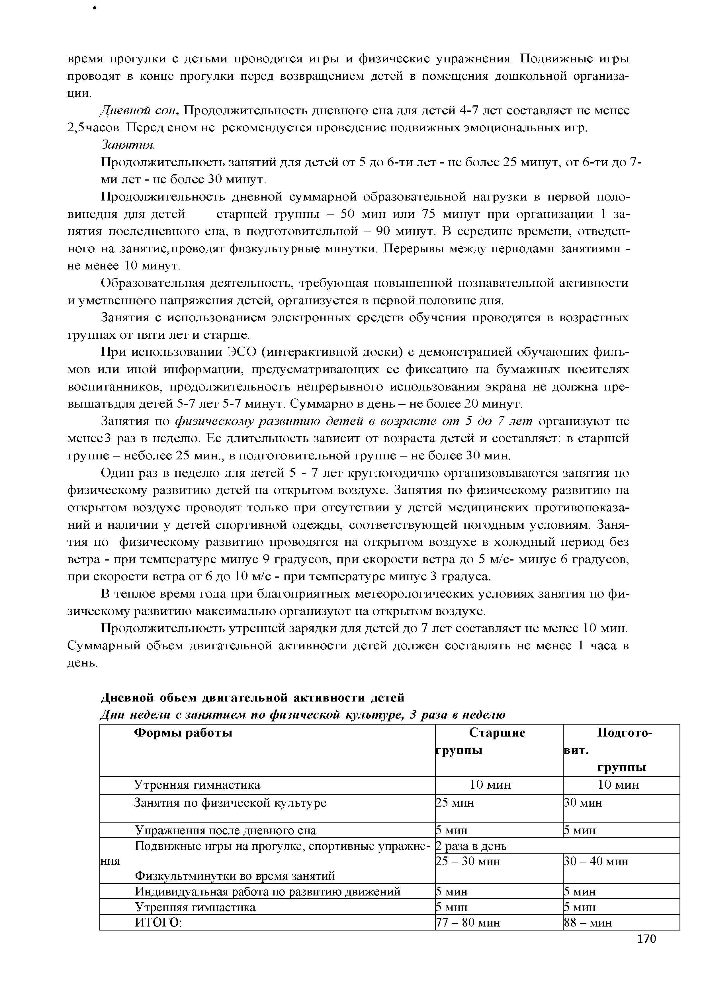 время прогулки с детьми проводятся игры и физические упражнения. Подвижные игры
проводят в конце прогулки перед возвращением детей в помещения дошкольной организа-
ции.
Дневной сон. Продолжительность дневного сна для детей 4-7 лет составляет не менее
2,5часов. Перед сном не рекомендуется проведение подвижных эмоциональных игр.
Занятия.
Продолжительность занятий для детей от 5 до 6-ти лет - не более 25 минут, от 6-ти до 7-
ми лет - не более 30 минут.
Продолжительность дневной суммарной образовательной нагрузки в первой поло-
винедня для детей старшей группы – 50 мин или 75 минут при организации 1 за-
нятия последневного сна, в подготовительной – 90 минут. В середине времени, отведен-
ного на занятие,проводят физкультурные минутки. Перерывы между периодами занятиями -
не менее 10 минут.
Образовательная деятельность, требующая повышенной познавательной активности
и умственного напряжения детей, организуется в первой половине дня.
Занятия с использованием электронных средств обучения проводятся в возрастных
группах от пяти лет и старше.
При использовании ЭСО (интерактивной доски) с демонстрацией обучающих филь-
мов или иной информации, предусматривающих ее фиксацию на бумажных носителях
воспитанников, продолжительность непрерывного использования экрана не должна пре-
вышатьдля детей 5-7 лет 5-7 минут. Суммарно в день – не более 20 минут.
Занятия по физическому развитию детей в возрасте от 5 до 7 лет организуют не
менее3 раз в неделю. Ее длительность зависит от возраста детей и составляет: в старшей
группе – неболее 25 мин., в подготовительной группе – не более 30 мин.
Один раз в неделю для детей 5 - 7 лет круглогодично организовываются занятия по
физическому развитию детей на открытом воздухе. Занятия по физическому развитию на
открытом воздухе проводят только при отсутствии у детей медицинских противопоказа-
ний и наличии у детей спортивной одежды, соответствующей погодным условиям. Заня-
тия по физическому развитию проводятся на открытом воздухе в холодный период без
ветра - при температуре минус 9 градусов, при скорости ветра до 5 м/с- минус 6 градусов,
при скорости ветра от 6 до 10 м/с - при температуре минус 3 градуса.
В теплое время года при благоприятных метеорологических условиях занятия по фи-
зическому развитию максимально организуют на открытом воздухе.
Продолжительность утренней зарядки для детей до 7 лет составляет не менее 10 мин.
Суммарный объем двигательной активности детей должен составлять не менее 1 часа в
день.
Дневной объем двигательной активности детей
Дни недели с занятием по физической культуре, 3 раза в неделю
Формы работы Старшие Подгото-
группы вит.
группы
Утренняя гимнастика 10 мин 10 мин
Занятия по физической культуре 25 мин 30 мин
Упражнения после дневного сна 5 мин 5 мин
Подвижные игры на прогулке, спортивные упражне- 2 раза в день
ния 25 – 30 мин 30 – 40 мин
Физкультминутки во время занятий
Индивидуальная работа по развитию движений 5 мин 5 мин
Утренняя гимнастика 5 мин 5 мин
ИТОГО: 77 – 80 мин 88 – мин
170